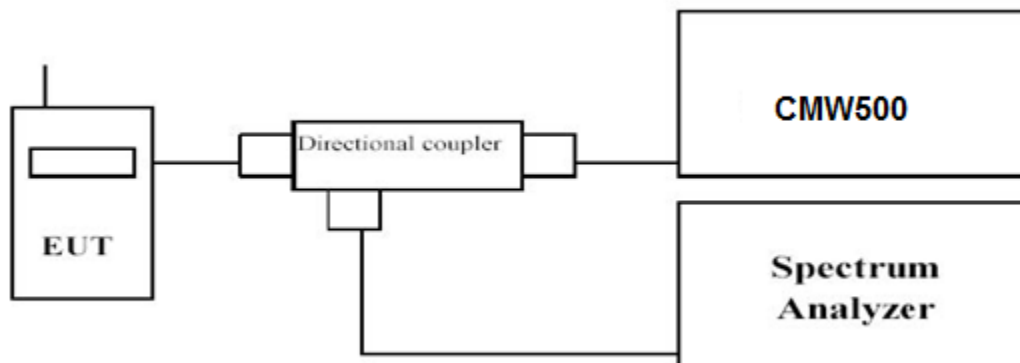 CMW500
Directional coupler
EUT
Spectrum
Analyzer